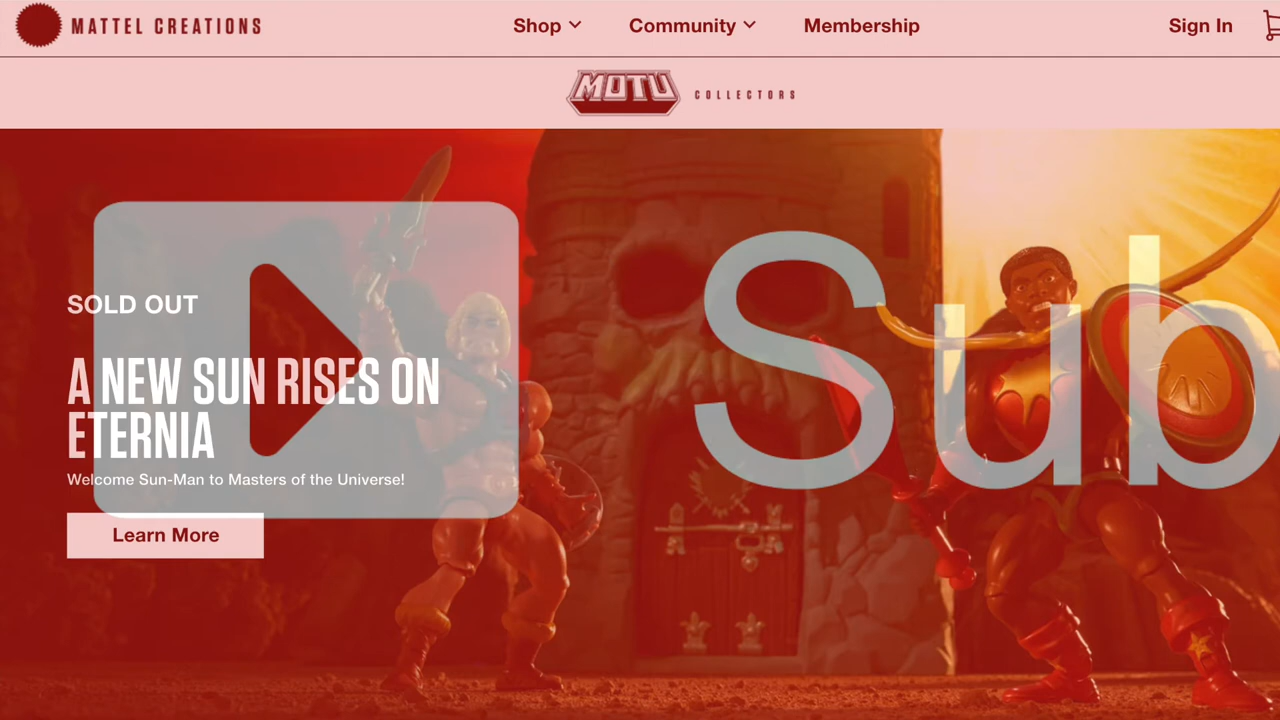 MATTEL CREATIONS
Shop
Community
Membership
Sign In
MOTU
COLLECTORS
SOLD OUT
A NEW SUN RISES ON
ETERNIA
Welcome Sun-Man to Masters of the Universe!
Learn More
Sub